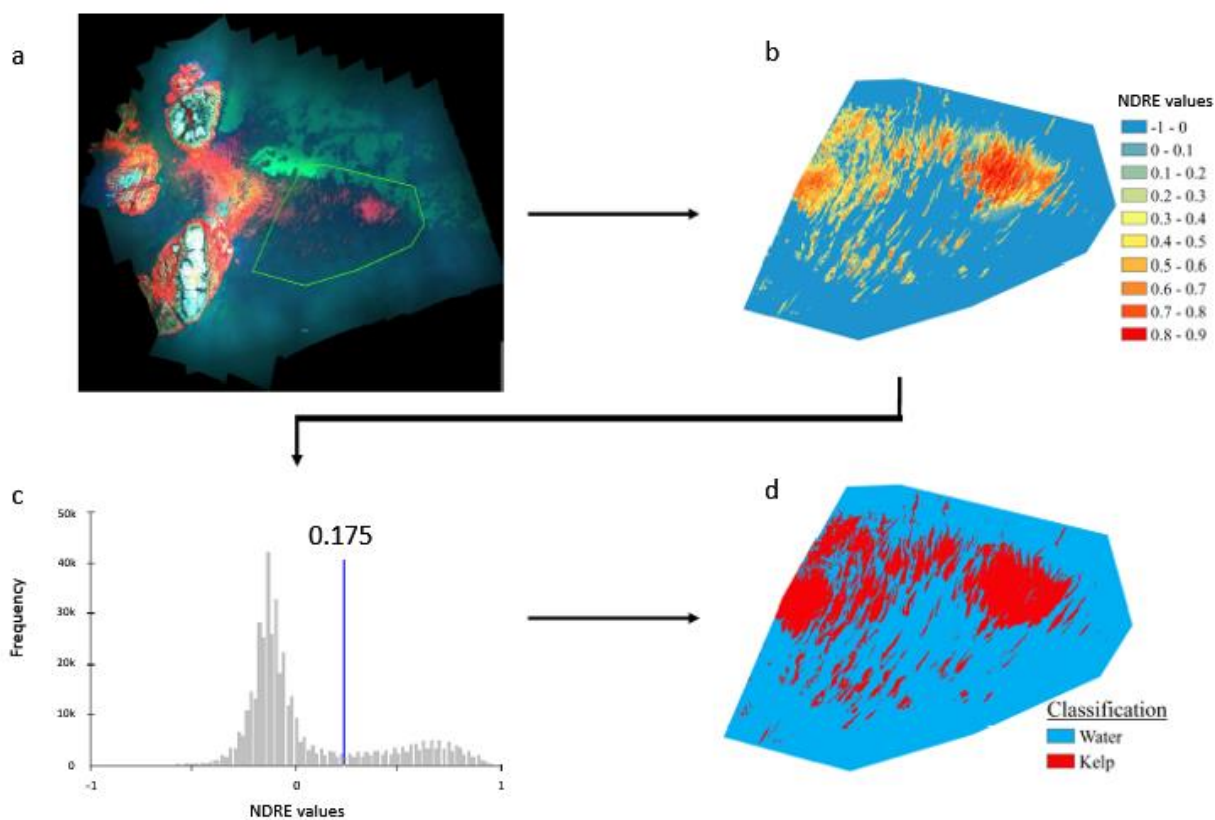 a
b
NDRE values
-1 - 0
0 - 0.1
0.1 - 0.2
0.2 - 0.3
0.3 - 0.4
0.4 - 0.5
0.5 - 0.6
0.6 - 0.7
0.7 - 0.8
0.8 - 0.9
c
0.175
50k
40k
30k
20k
10k
0
Frequency
-1
0
1
NDRE values
d
Classification
Water
Kelp